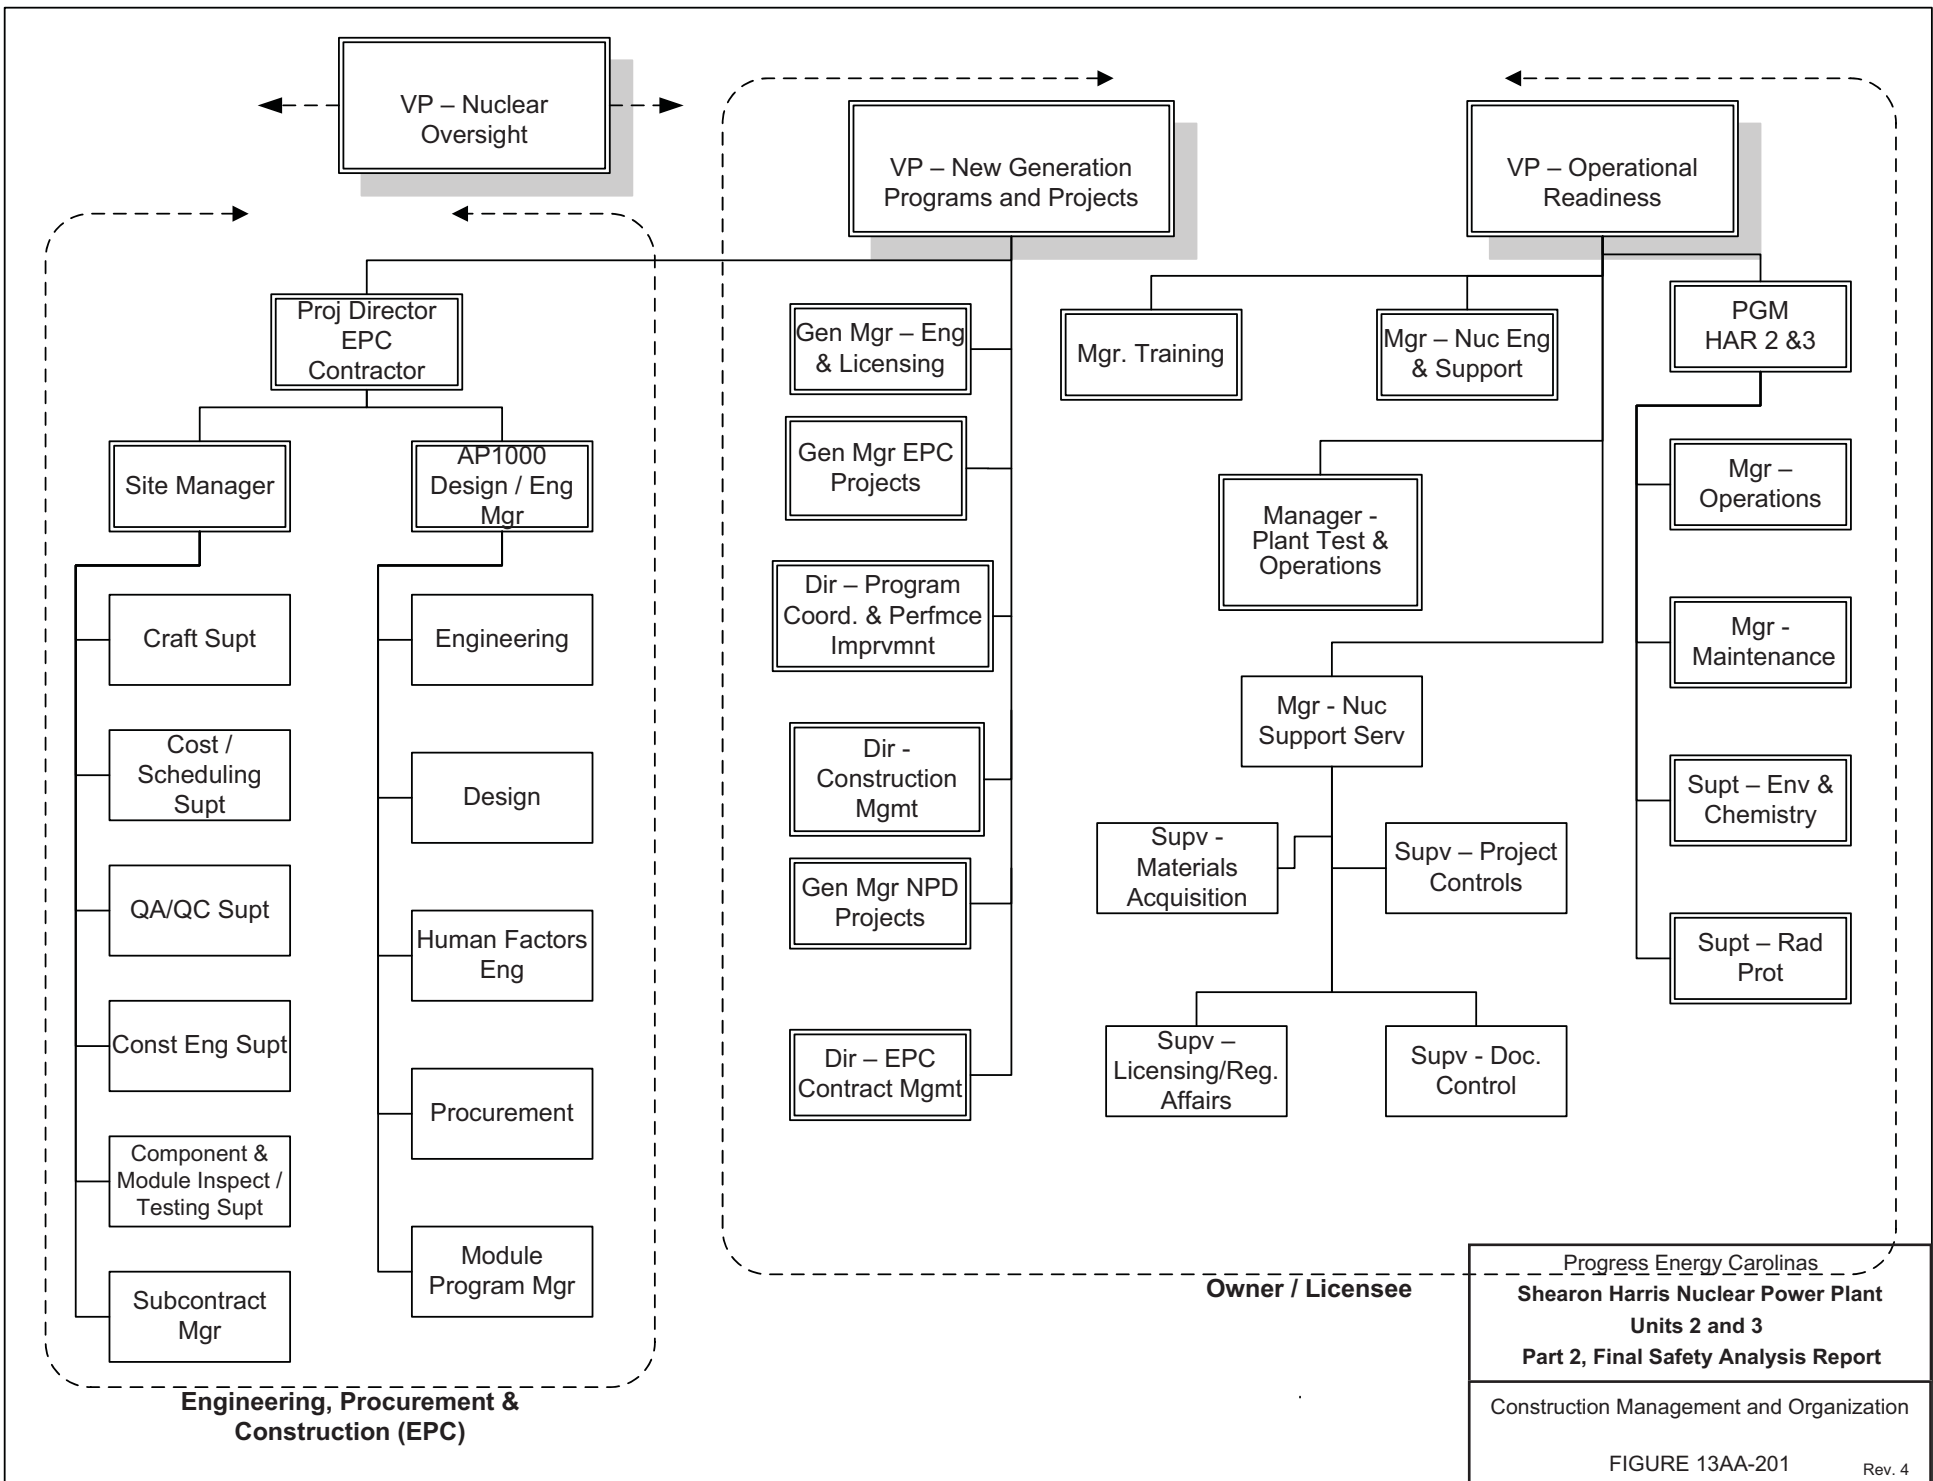 VP – Nuclear
Oversight
VP – New Generation
Programs and Projects
VP – Operational
Readiness
Proj Director
EPC
Contractor
Gen Mgr – Eng
& Licensing
Mgr. Training
Mgr – Nuc Eng
& Support
PGM
HAR 2 &3
Site Manager
AP1000
Design / Eng
Mgr
Gen Mgr EPC
Projects
Manager -
Plant Test &
Operations
Mgr –
Operations
Craft Supt
Engineering
Dir – Program
Coord. & Perfmce
Imprvmnt
Mgr -
Maintenance
Cost /
Scheduling
Supt
Design
Dir -
Construction
Mgmt
Mgr - Nuc
Support Serv
Supt – Env &
Chemistry
QA/QC Supt
Human Factors
Eng
Gen Mgr NPD
Projects
Supv -
Materials
Acquisition
Supv – Project
Controls
Supt – Rad
Prot
Const Eng Supt
Procurement
Dir – EPC
Contract Mgmt
Supv –
Licensing/Reg.
Affairs
Supv - Doc.
Control
Component &
Module Inspect /
Testing Supt
Module
Program Mgr
Subcontract
Mgr
Owner / Licensee
Engineering, Procurement &
Construction (EPC)
Progress Energy Carolinas
Shearon Harris Nuclear Power Plant
Units 2 and 3
Part 2, Final Safety Analysis Report
Construction Management and Organization
FIGURE 13AA-201
Rev. 4